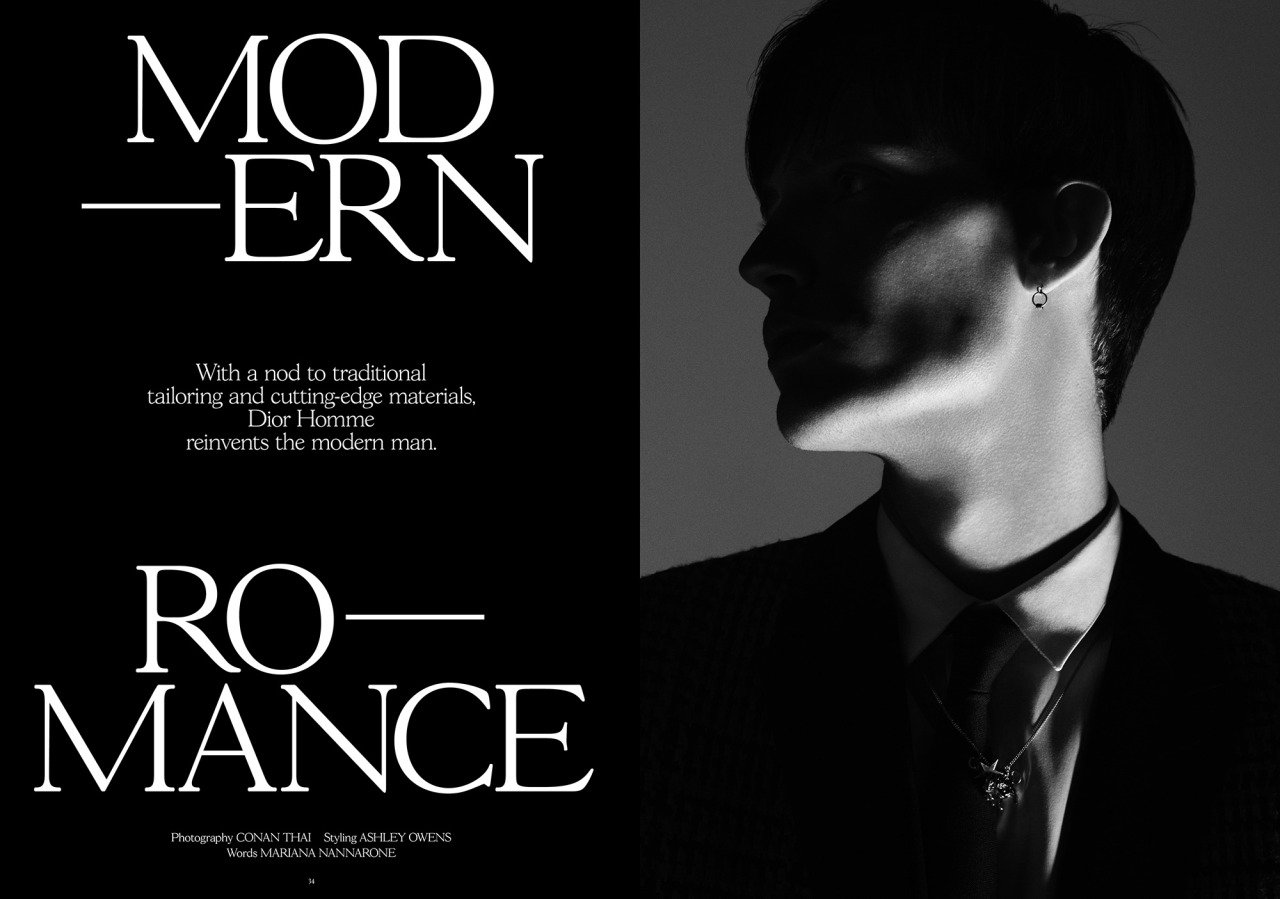 MOD
—ERN
With a nod to traditional
tailoring and cutting-edge materials,
Dior Homme
reinvents the modern man.
RO—
MANCE
Photography CONAN THAI Styling ASHLEY OWENS
Words MARIANA NANNARONE
34